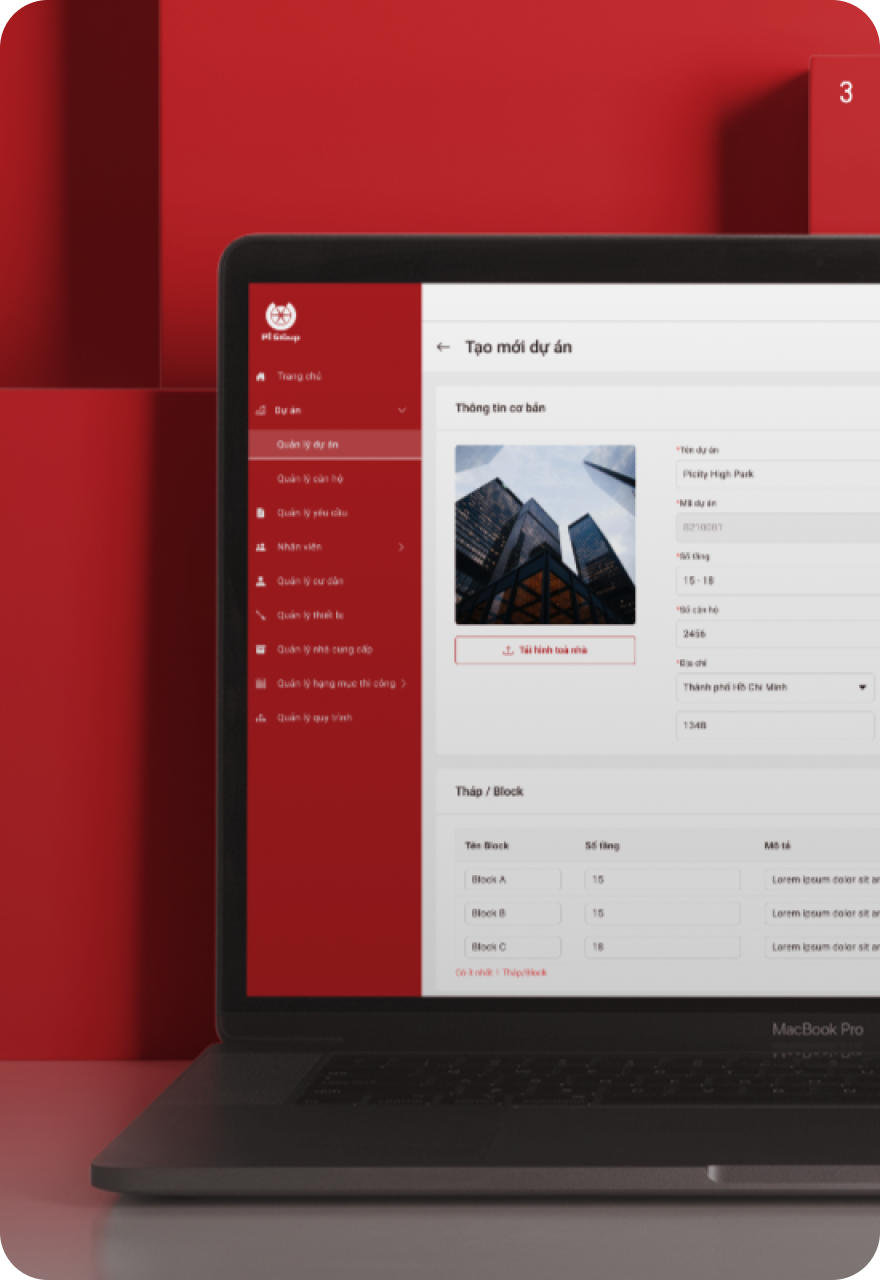 3
Pi Group
Trang chủ
Dự án
Quản lý dự án
Quản lý căn hộ
Quản lý yêu cầu
Nhân viên
Quản lý cư dân
Quản lý thiết bị
Quản lý nhà cung cấp
Quản lý hạng mục thi công
Quản lý quy trình
Tạo mới dự án
Thông tin cơ bản
Tải hình toà nhà
*Tên dự án
Picity High Park
*Mã dự án
*Số tầng
15 - 18
*Số căn hộ
2456
*Địa chỉ
Thành phố Hồ Chí Minh
134B
Tháp / Block
Tên Block Số tầng Mô tả
Block A 15 Lorem ipsum dolor sit
Block B 15 Lorem ipsum dolor sit
Block C 18 Lorem ipsum dolor sit
Có ít nhất 1 Tháp/Block
MacBook Pro